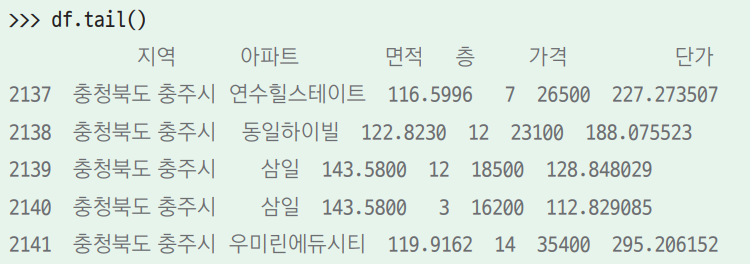 >>> df.tail()
지역 아파트 면적 층 가격 단가
2137 충청북도 충주시 연수힐스테이트 116.5996 7 26500 227.273507
2138 충청북도 충주시 동일하이빌 122.8230 12 23100 188.075523
2139 충청북도 충주시 삼일 143.5800 12 18500 128.848029
2140 충청북도 충주시 삼일 143.5800 3 16200 112.829085
2141 충청북도 충주시 우미린에듀시티 119.9162 14 35400 295.206152